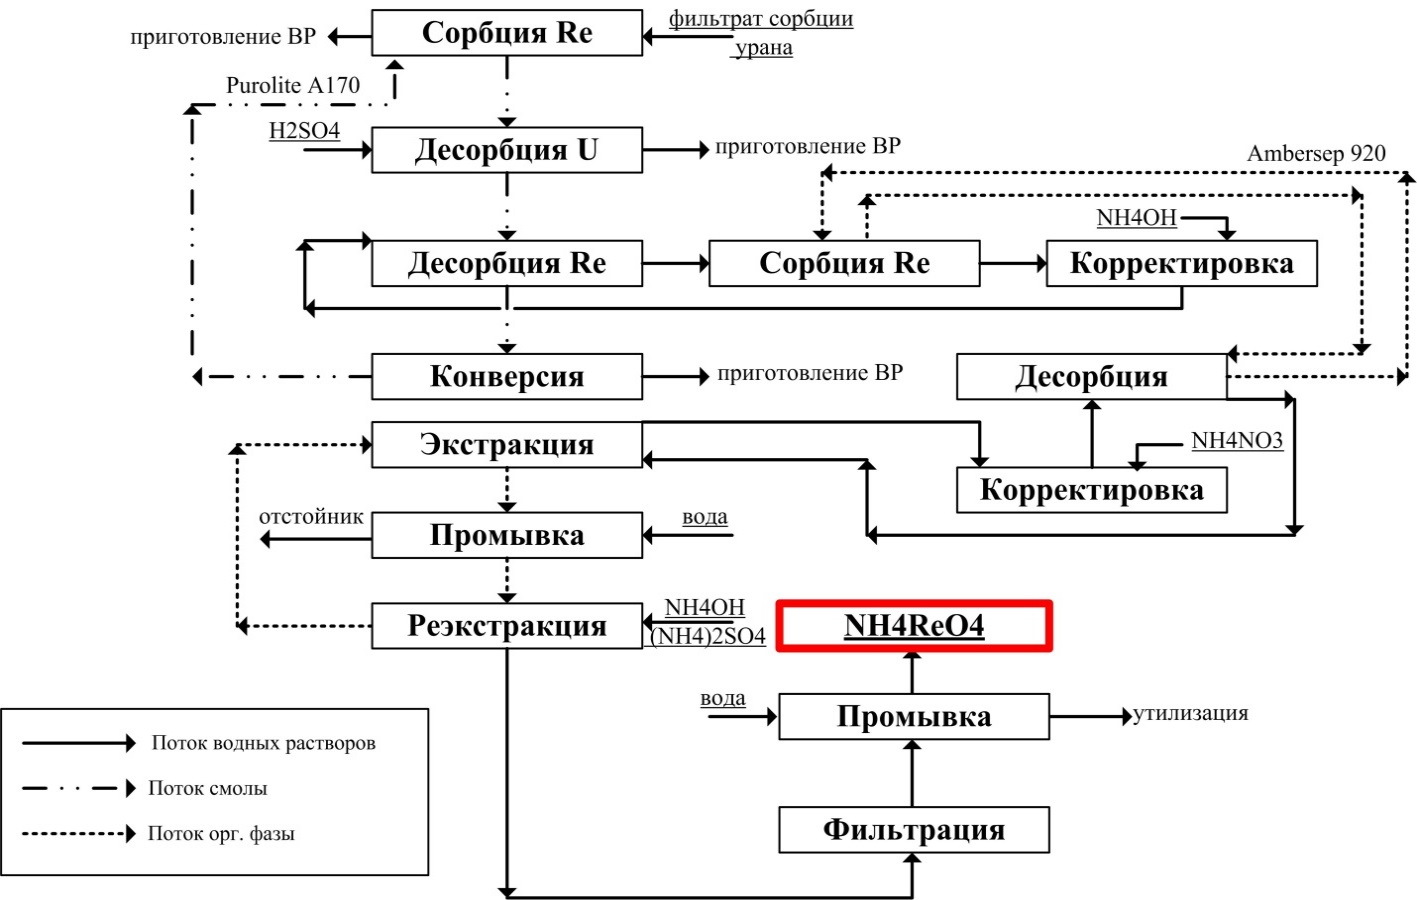 Сорбция Re
приготовление ВР
фильтрат сорбции
урана
Purolite A170
H2SO4
Десорбция U
приготовление ВР
Ambersep 920
NH4OH
Десорбция Re
Сорбция Re
Корректировка
Конверсия
приготовление ВР
Десорбция
Экстракция
NH4NO3
Корректировка
отстойник
Промывка
вода
Реэкстракция
NH4OH
(NH4)2SO4
NH4ReO4
вода
Промывка
утилизация
Поток водных растворов
Поток смолы
Поток орг. фазы
Фильтрация